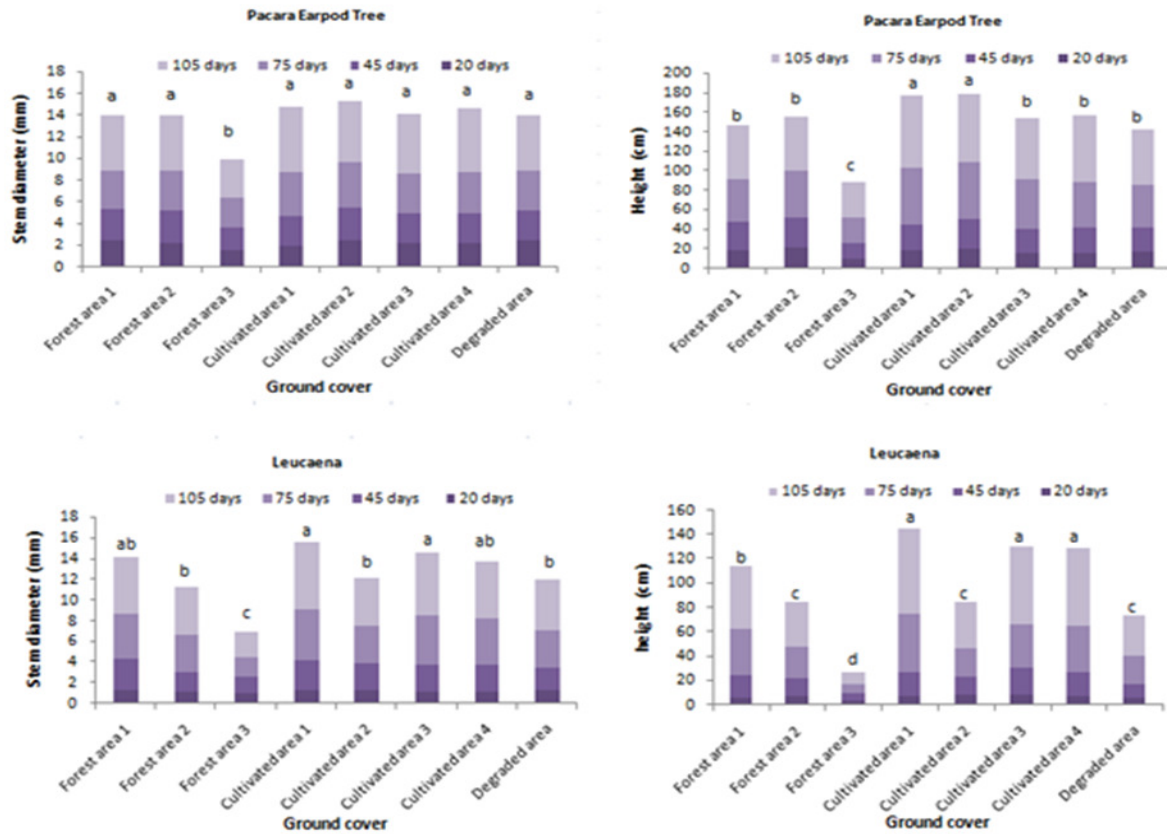 Pacara Earpod Tree
105 days 75 days 45 days 20 days
Stem diameter (mm)
18
16
14
12
10
8
6
4
2
0
a a b a a a a a
Forest area 1
Forest area 2
Forest area 3
Cultivated area 1
Cultivated area 2
Cultivated area 3
Cultivated area 4
Degraded area
Ground cover
Pacara Earpod Tree
105 days 75 days 45 days 20 days
Height (cm)
200
180
160
140
120
100
80
60
40
20
0
b b c a a b b b
Forest area 1
Forest area 2
Forest area 3
Cultivated area 1
Cultivated area 2
Cultivated area 3
Cultivated area 4
Degraded area
Ground cover
Leucaena
105 days 75 days 45 days 20 days
Stem diameter (mm)
18
16
14
12
10
8
6
4
2
0
ab b c a b a ab b
Forest area 1
Forest area 2
Forest area 3
Cultivated area 1
Cultivated area 2
Cultivated area 3
Cultivated area 4
Degraded area
Ground cover
Leucaena
105 days 75 days 45 days 20 days
height (cm)
160
140
120
100
80
60
40
20
0
b c d a c a a c
Forest area 1
Forest area 2
Forest area 3
Cultivated area 1
Cultivated area 2
Cultivated area 3
Cultivated area 4
Degraded area
Ground cover